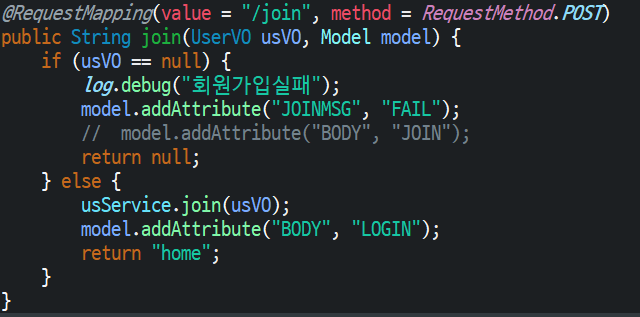 @RequestMapping(value = "/join", method = RequestMethod.POST)
public String join(UserVO usVO, Model model) {
    if (usVO == null) {
        log.debug("회원가입실패");
        model.addAttribute("JOINMSG", "FAIL");
        //  model.addAttribute("BODY", "JOIN");
        return null;
    } else {
        usService.join(usVO);
        model.addAttribute("BODY", "LOGIN");
        return "home";
    }
}